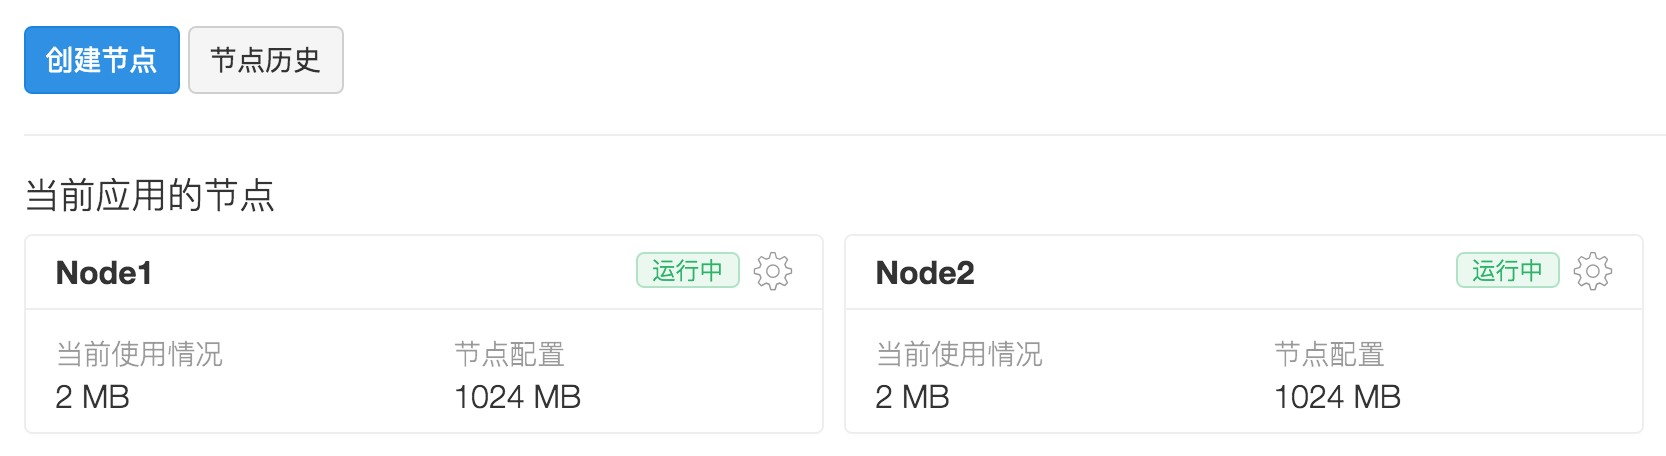 创建节点 节点历史
当前应用的节点
Node1 运行中 Node2 运行中
当前使用情况 节点配置 当前使用情况 节点配置
2 MB 1024 MB 2 MB 1024 MB